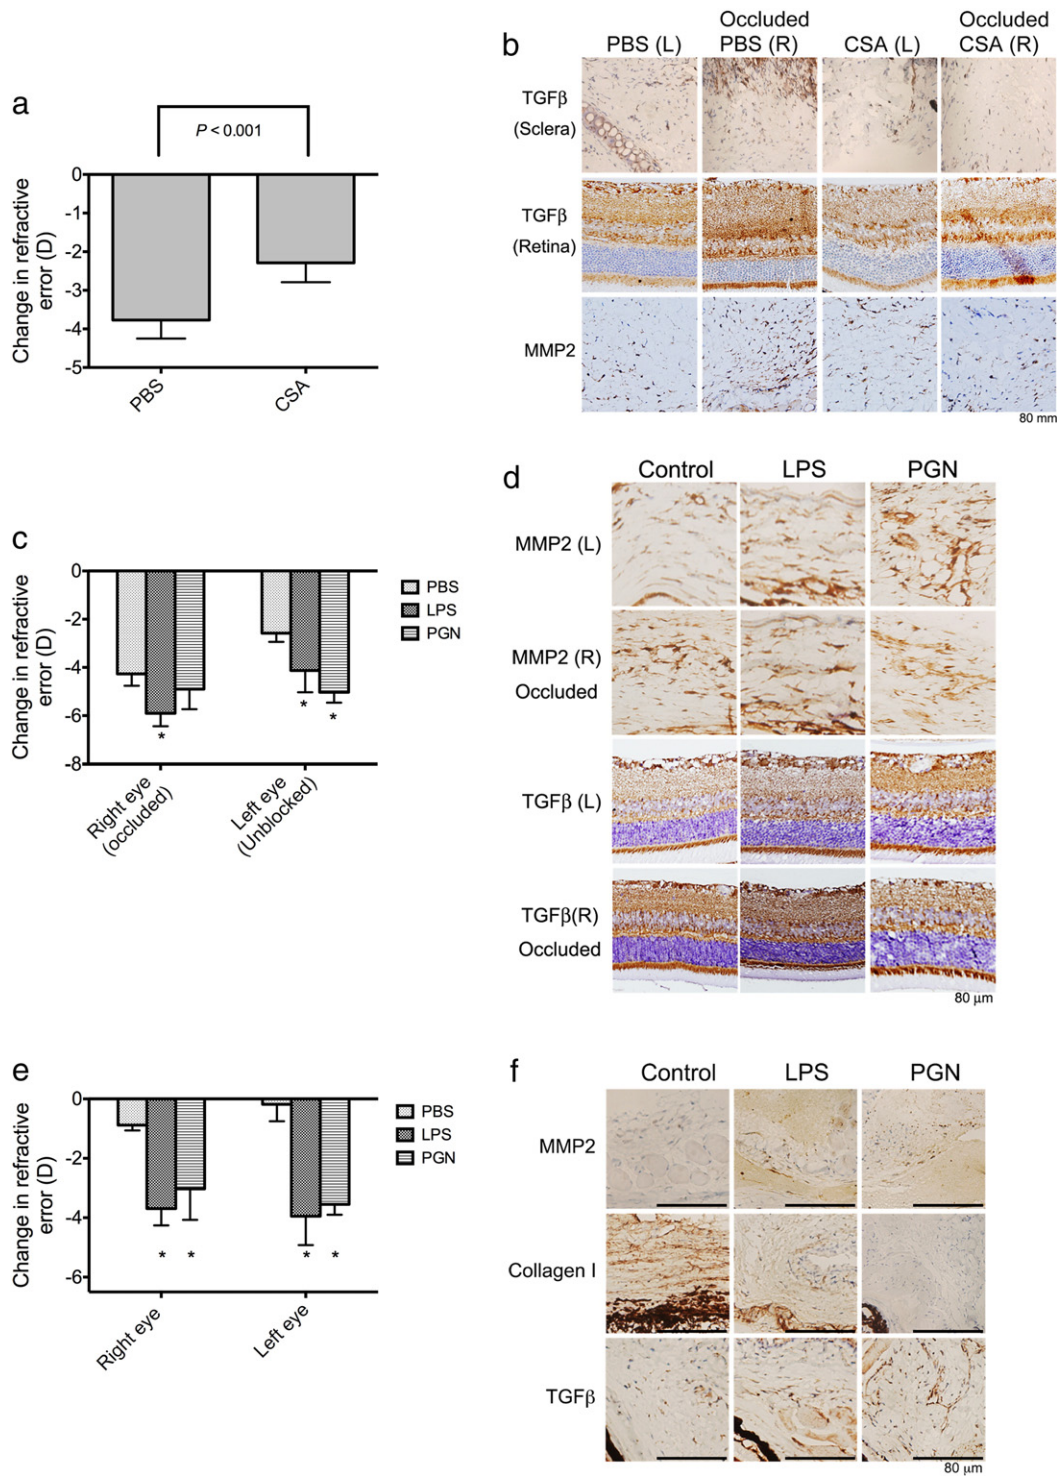 a
P < 0.001
0
-1
-2
-3
-4
-5
Change in refractive
error (D)
PBS
CSA
b
PBS (L)
Occluded
PBS (R)
CSA (L)
Occluded
CSA (R)
TGFβ
(Sclera)
TGFβ
(Retina)
MMP2
80 mm
c
0
-2
-4
-6
-8
Change in refractive
error (D)
PBS
LPS
PGN
*
*
*
Right eye
(occluded)
Left eye
(Unblocked)
d
Control
LPS
PGN
MMP2 (L)
MMP2 (R)
Occluded
TGFβ (L)
TGFβ(R)
Occluded
80 µm
e
0
-2
-4
-6
Change in refractive
error (D)
PBS
LPS
PGN
* *
* *
Right eye
Left eye
f
Control
LPS
PGN
MMP2
Collagen I
TGFβ
80 µm